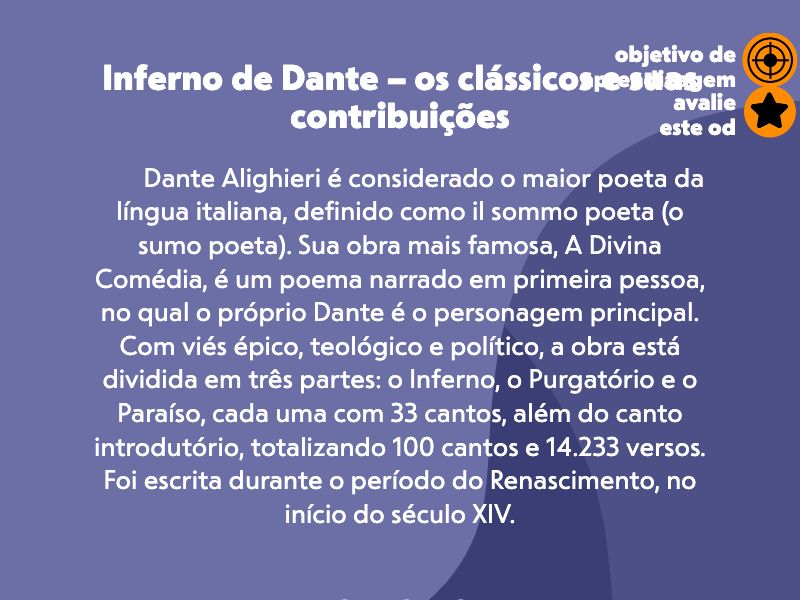 objetivo de
aprendizagem
avalie
este od
Inferno de Dante – os clássicos e suas
contribuições
Dante Alighieri é considerado o maior poeta da
língua italiana, definido como il sommo poeta (o
sumo poeta). Sua obra mais famosa, A Divina
Comédia, é um poema narrado em primeira pessoa,
no qual o próprio Dante é o personagem principal.
Com viés épico, teológico e político, a obra está
dividida em três partes: o Inferno, o Purgatório e o
Paraíso, cada uma com 33 cantos, além do canto
introdutório, totalizando 100 cantos e 14.233 versos.
Foi escrita durante o período do Renascimento, no
início do século XIV.